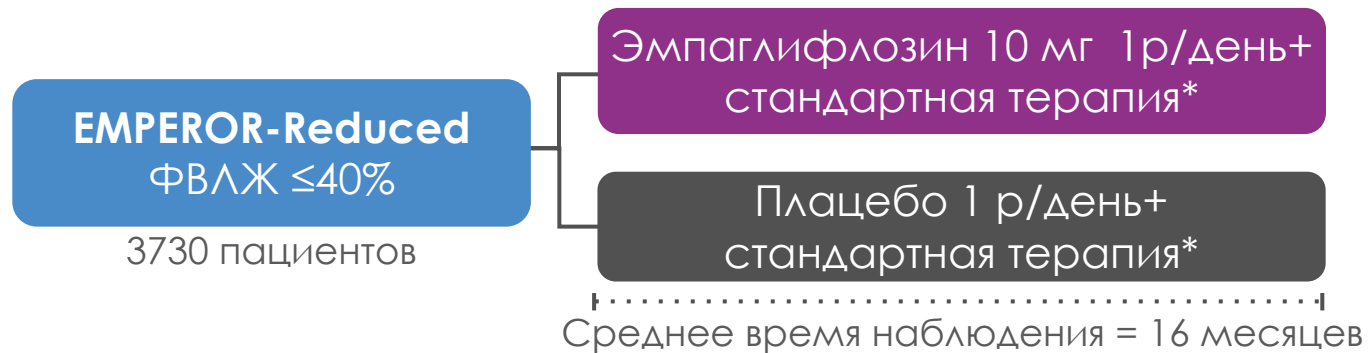 EMPEROR-Reduced
ФВЛЖ ≤40%
3730 пациентов
Эмпаглифлозин 10 мг 1р/день+
стандартная терапия*
Плацебо 1 р/день+
стандартная терапия*
Среднее время наблюдения = 16 месяцев